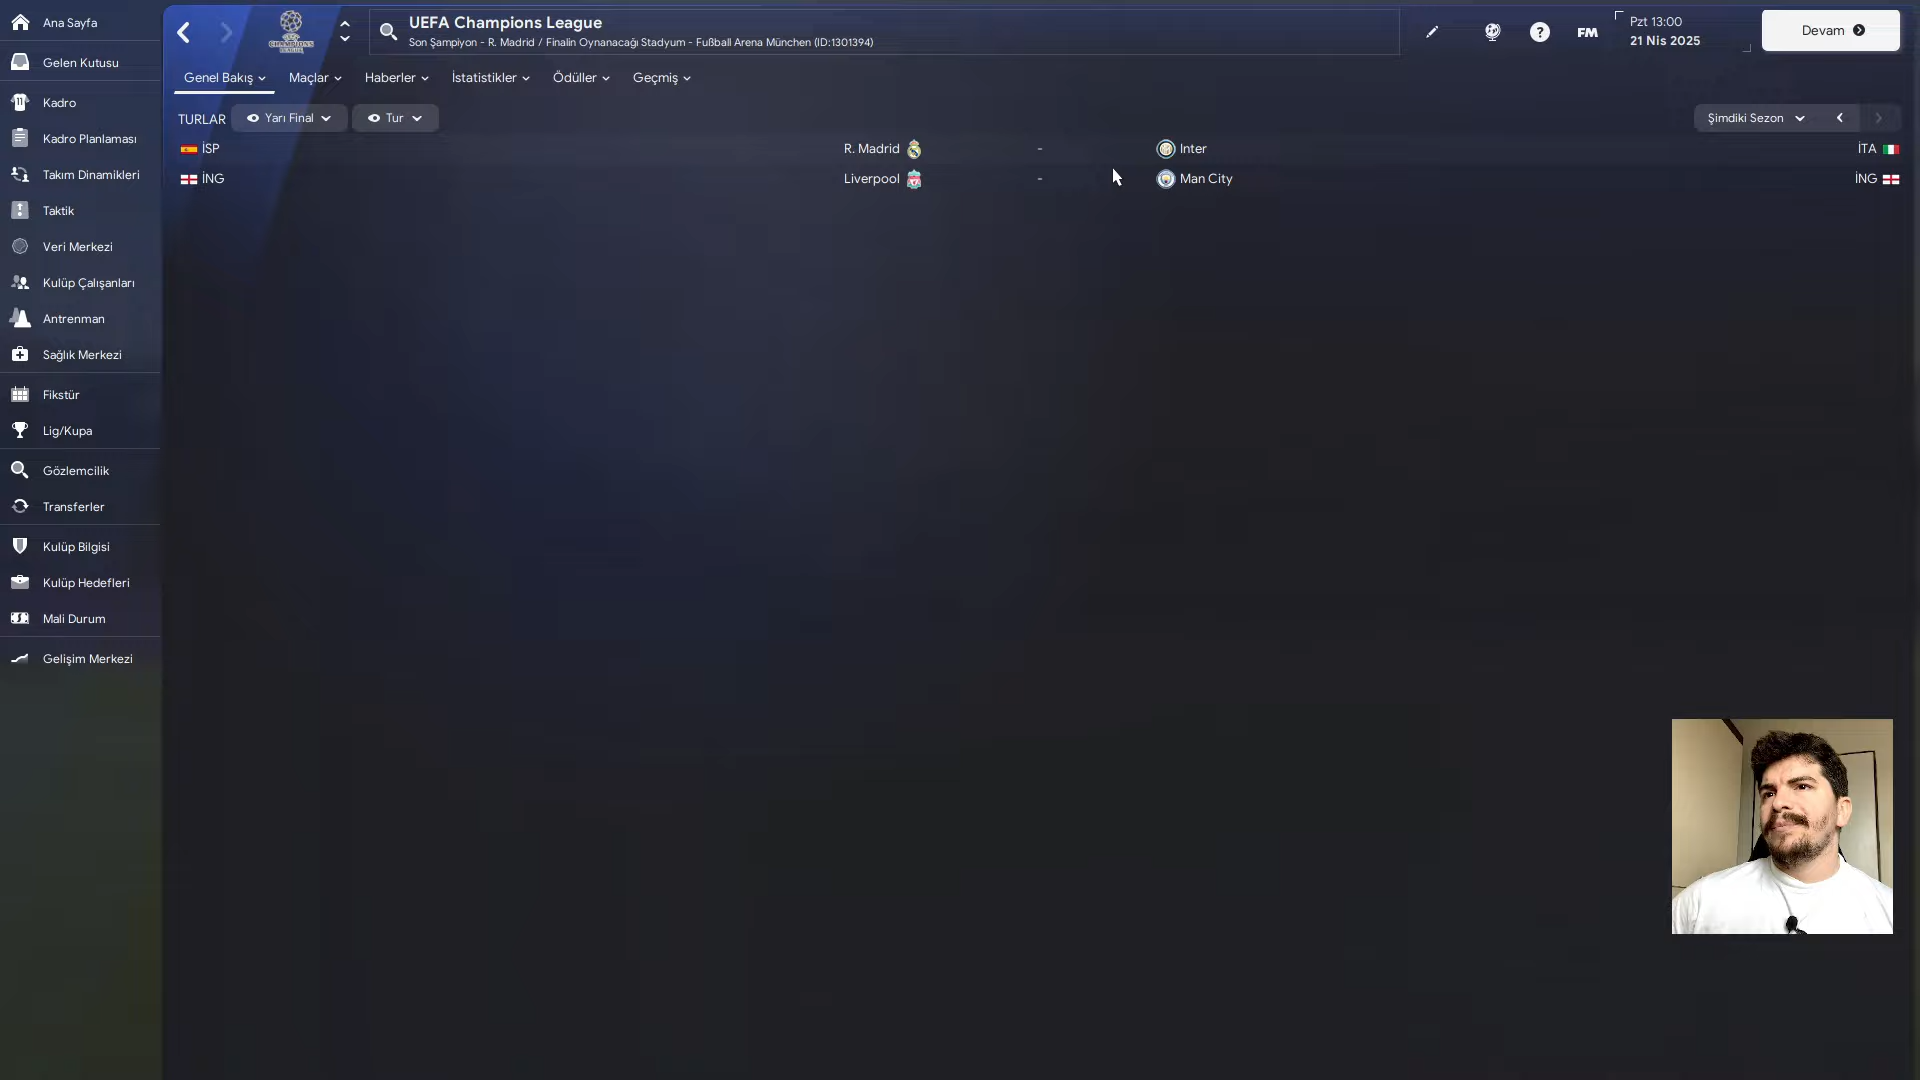 Ana Sayfa
Gelen Kutusu
Kadro
Kadro Planlaması
Takım Dinamikleri
Taktik
Veri Merkezi
Kulüp Çalışanları
Antrenman
Sağlık Merkezi
Fikstür
Lig/Kupa
Gözlemcilik
Transferler
Kulüp Bilgisi
Kulüp Hedefleri
Mali Durum
Gelişim Merkezi
UEFA Champions League
Son Şampiyon - R. Madrid / Finalin Oynanacağı Stadyum - Fußball Arena München (ID:1301394)
FM
Pzt 13:00
21 Nis 2025
Devam
Genel Bakış Maçlar Haberler İstatistikler Ödüller Geçmiş
TURLAR Yarı Final Tur Şimdiki Sezon
İSP R. Madrid - Inter İTA
İNG Liverpool - Man City İNG